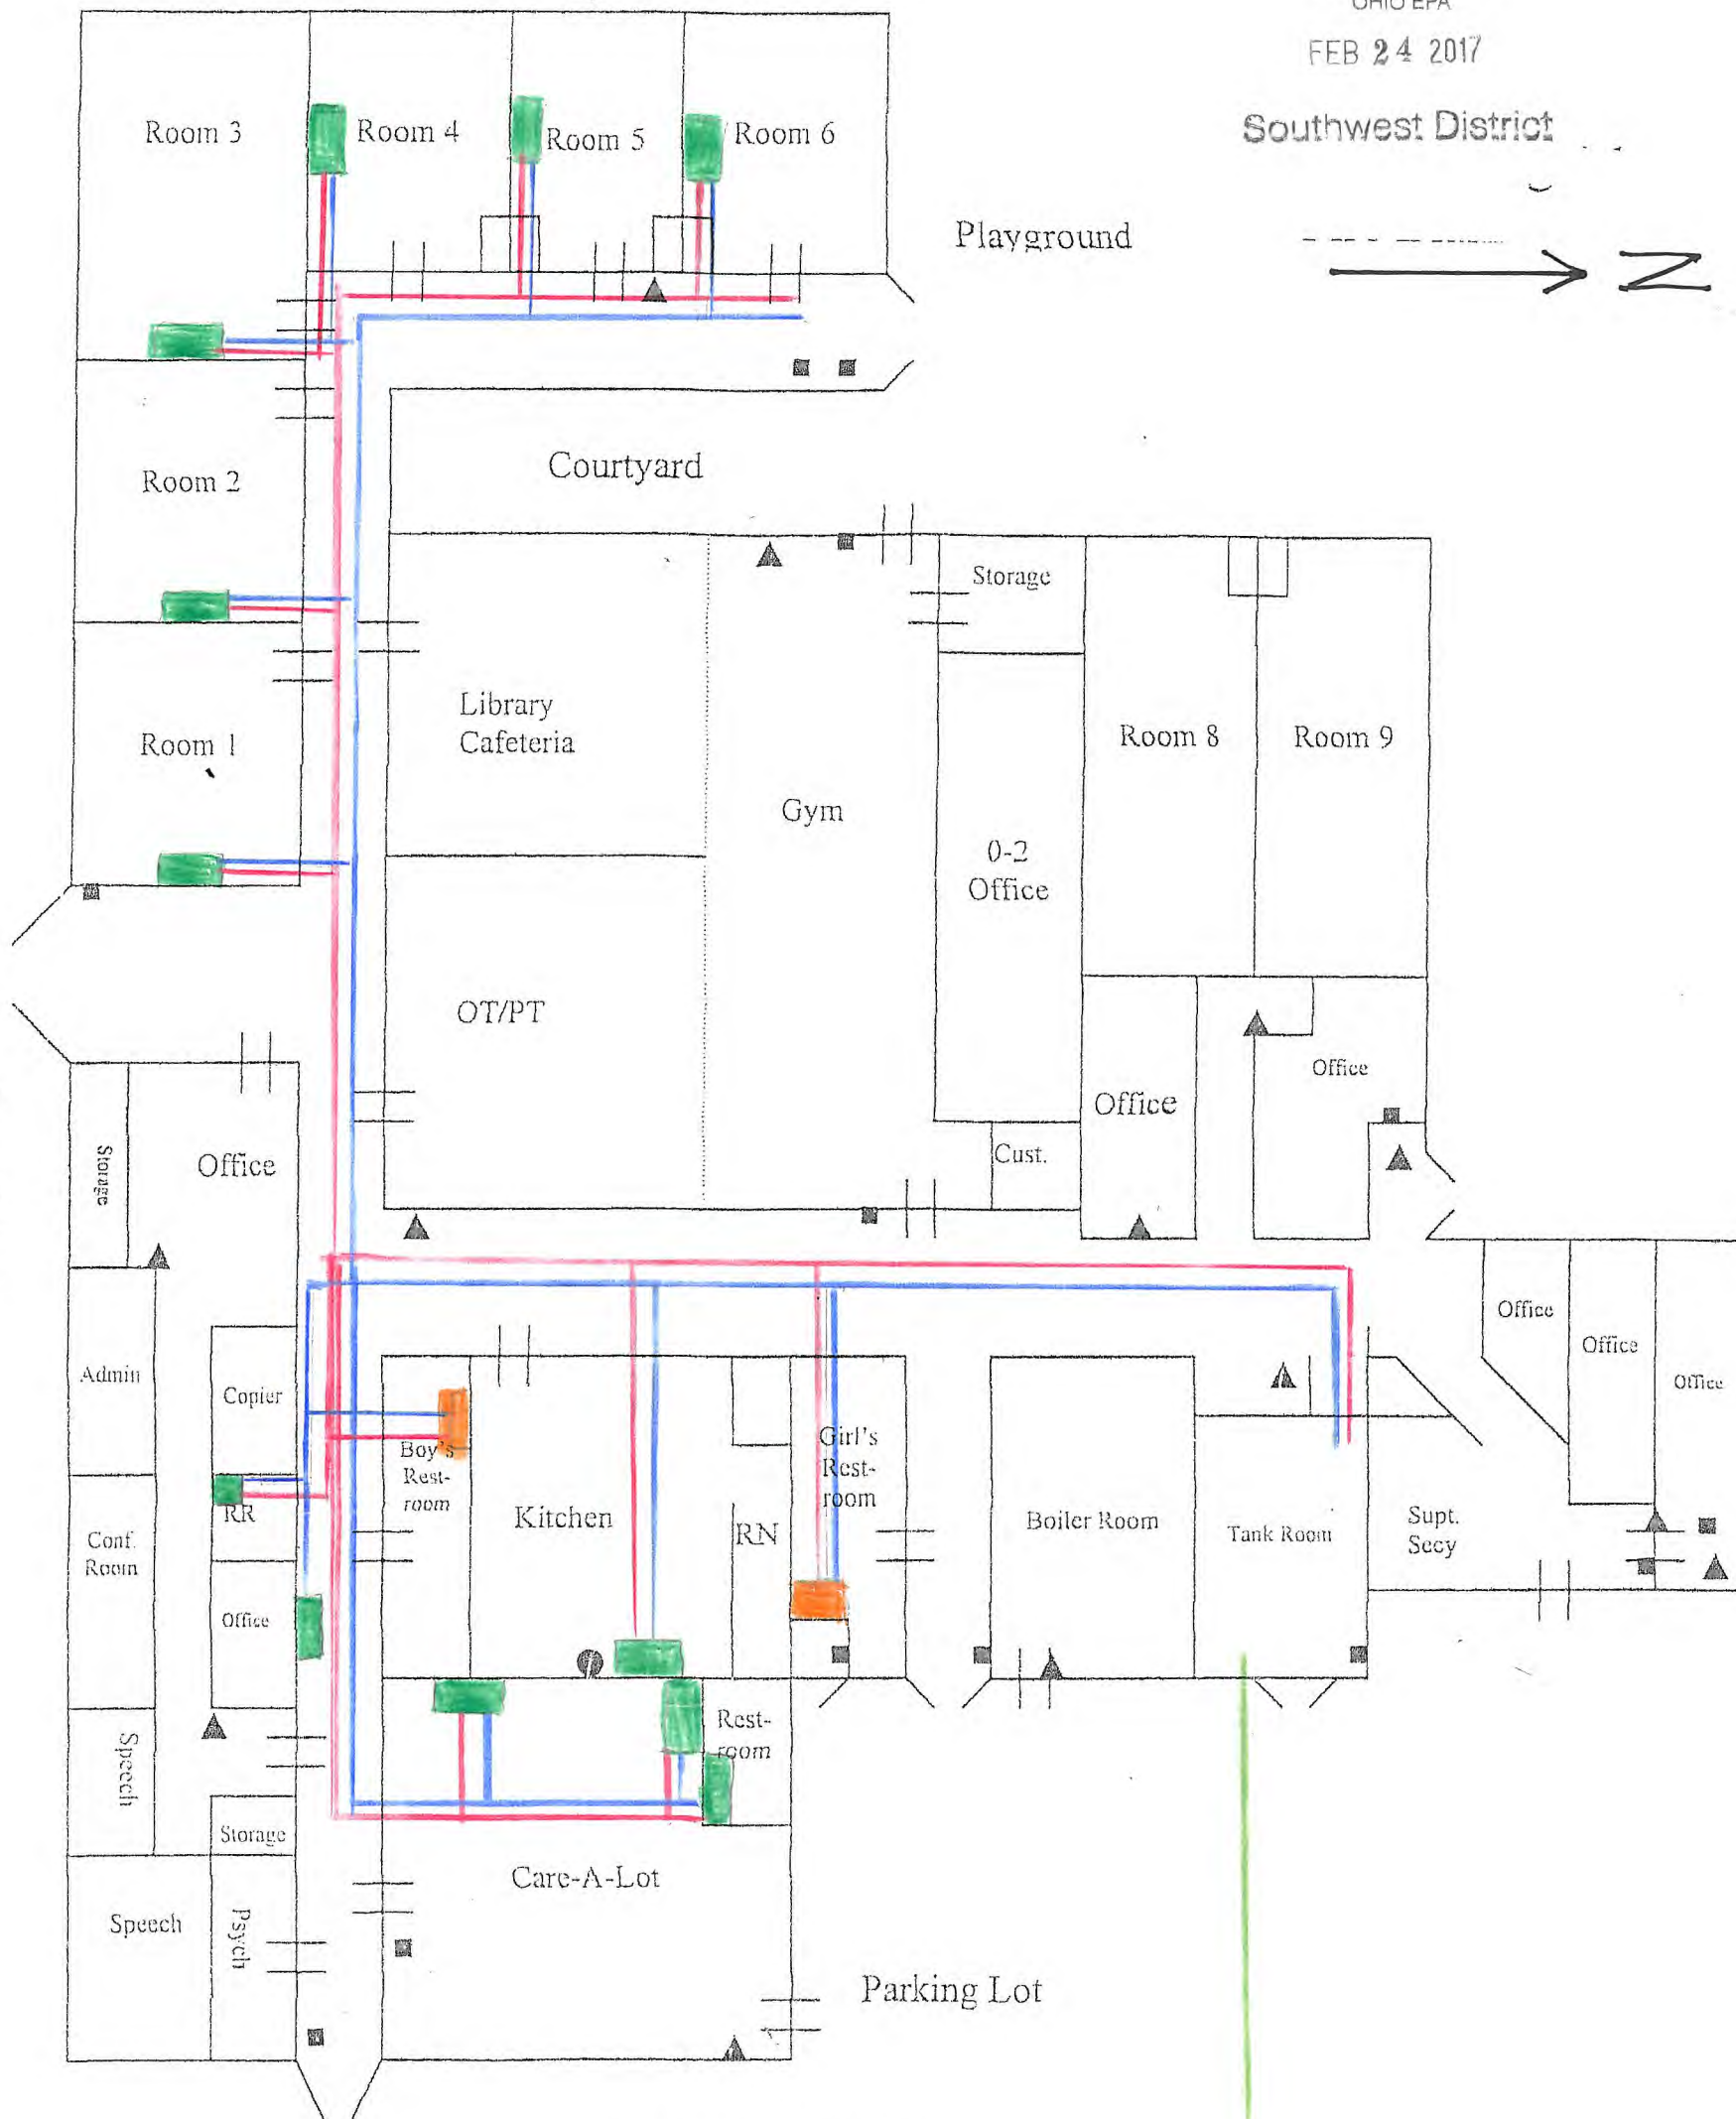 OHIO EPA
FEB 24 2017
Southwest District
Room 3
Room 4
Room 5
Room 6
Playground
N
Room 2
Courtyard
Storage
Room 1
Library
Cafeteria
Gym
Room 8
Room 9
0-2
Office
OT/PT
Office
Office
Cust.
Storage
Office
Admin
Copier
Boy's
Rest-
room
Kitchen
RN
Girl's
Rest-
room
Boiler Room
Tank Room
Supt.
Secy
Office
Office
Office
RR
Conf.
Room
Office
Speech
Storage
Rest-
room
Care-A-Lot
Speech
Psych
Parking Lot